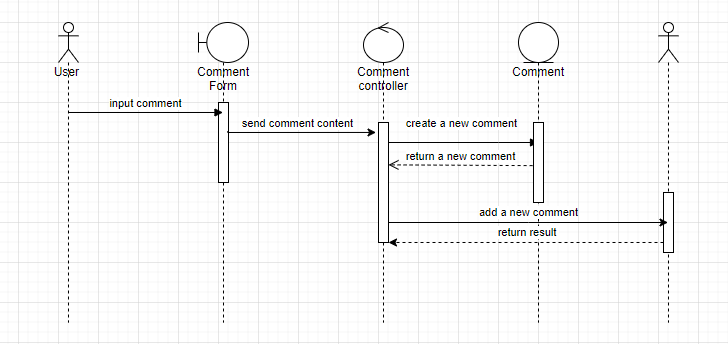 User
Comment
Form
Comment
controller
Comment
input comment
send comment content
create a new comment
return a new comment
add a new comment
return result